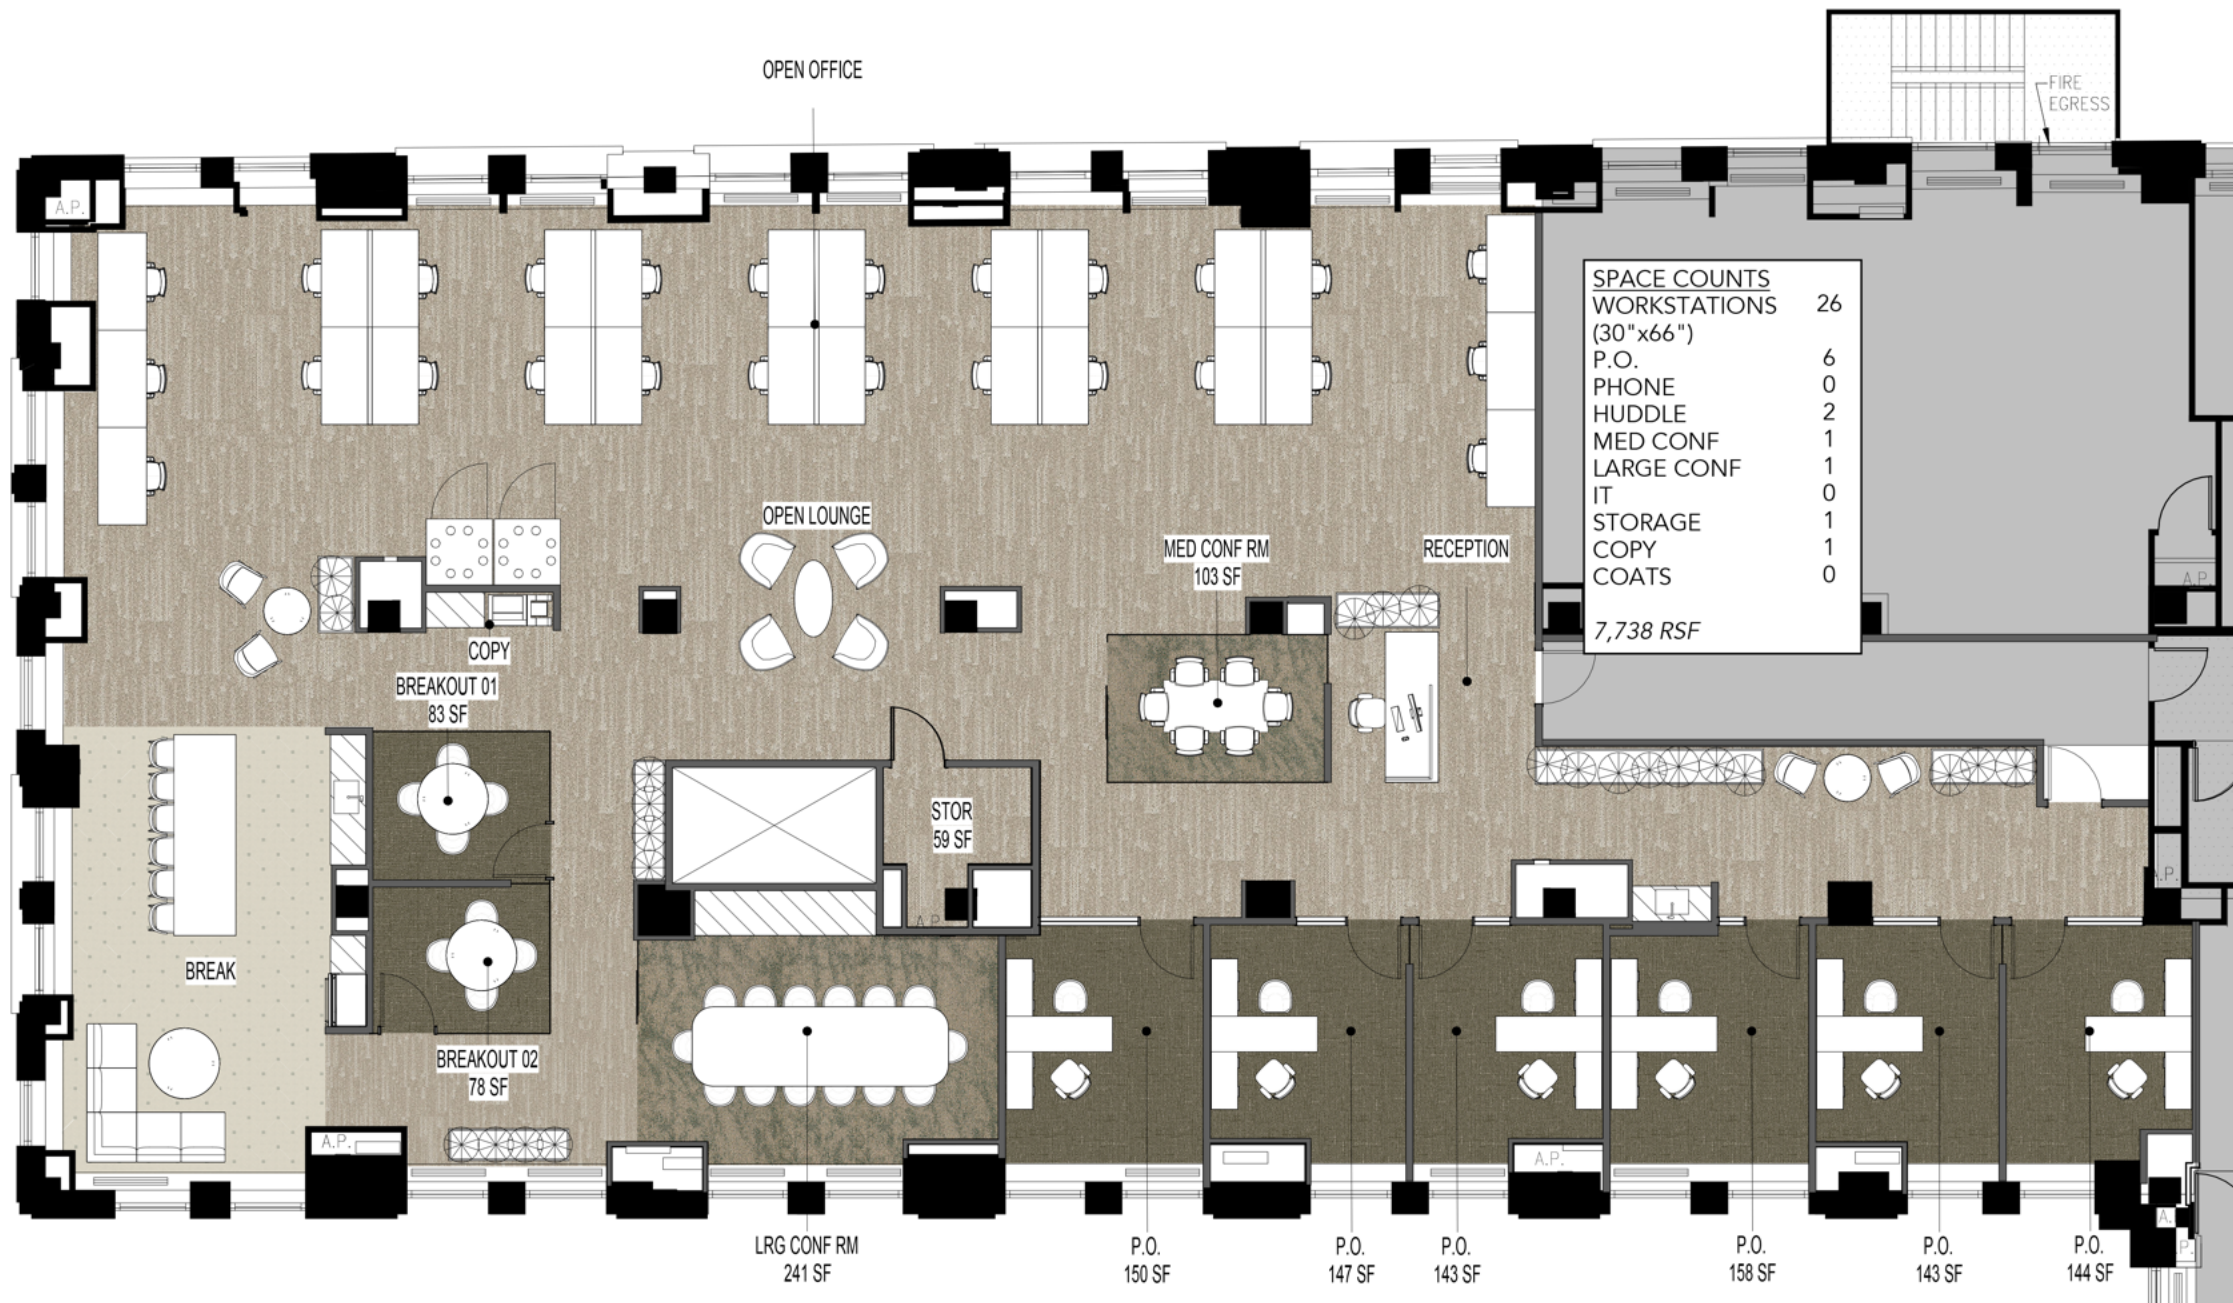 OPEN OFFICE
FIRE
EGRESS
A.P.
SPACE COUNTS
WORKSTATIONS 26
(30"x66")
P.O. 6
PHONE 0
HUDDLE 2
MED CONF 1
LARGE CONF 1
IT 0
STORAGE 1
COPY 1
COATS 0
7,738 RSF
OPEN LOUNGE
MED CONF RM
103 SF
RECEPTION
A.P.
COPY
BREAKOUT 01
83 SF
STOR
59 SF
A.P.
A.P.
BREAK
BREAKOUT 02
78 SF
A.P.
A.P.
LRG CONF RM
241 SF
P.O.
150 SF
P.O.
147 SF
P.O.
143 SF
P.O.
158 SF
P.O.
143 SF
P.O.
144 SF